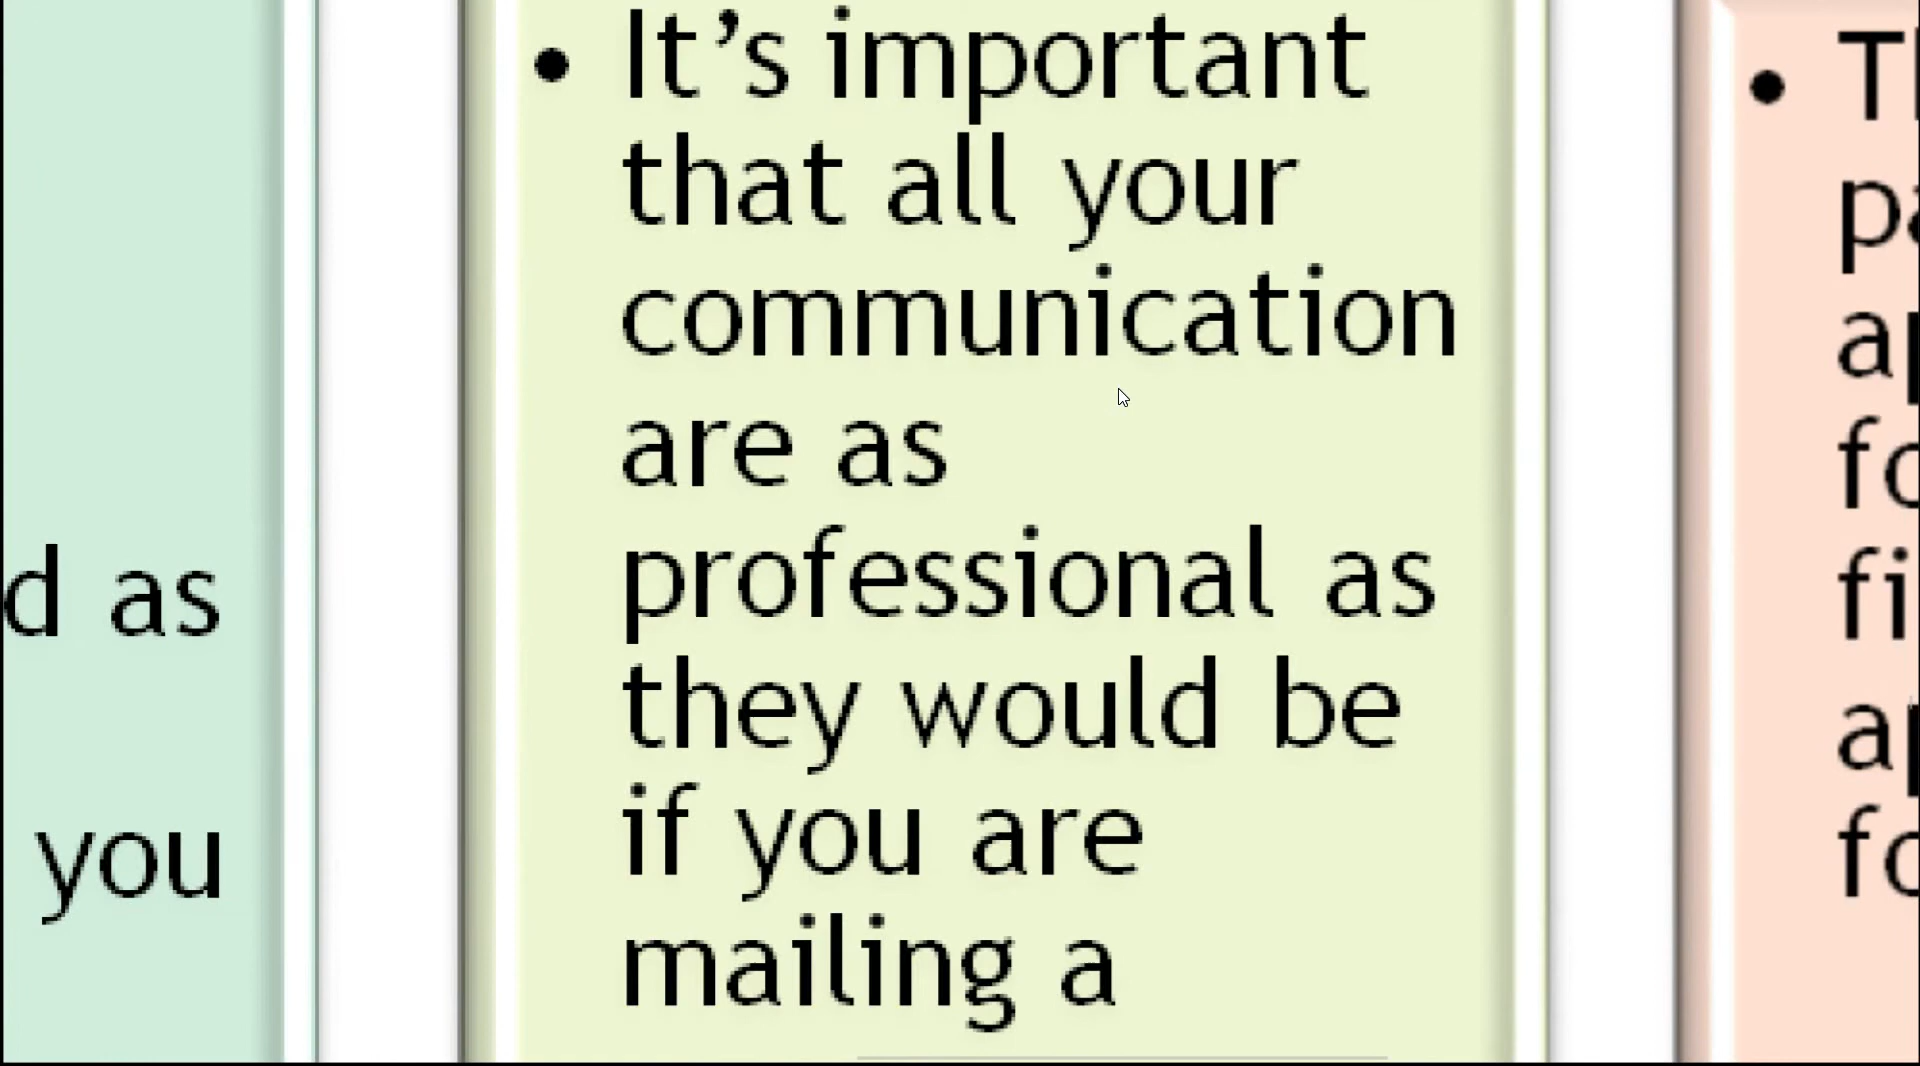 d as
you
• It’s important
that all your
communication
are as
professional as
they would be
if you are
mailing a